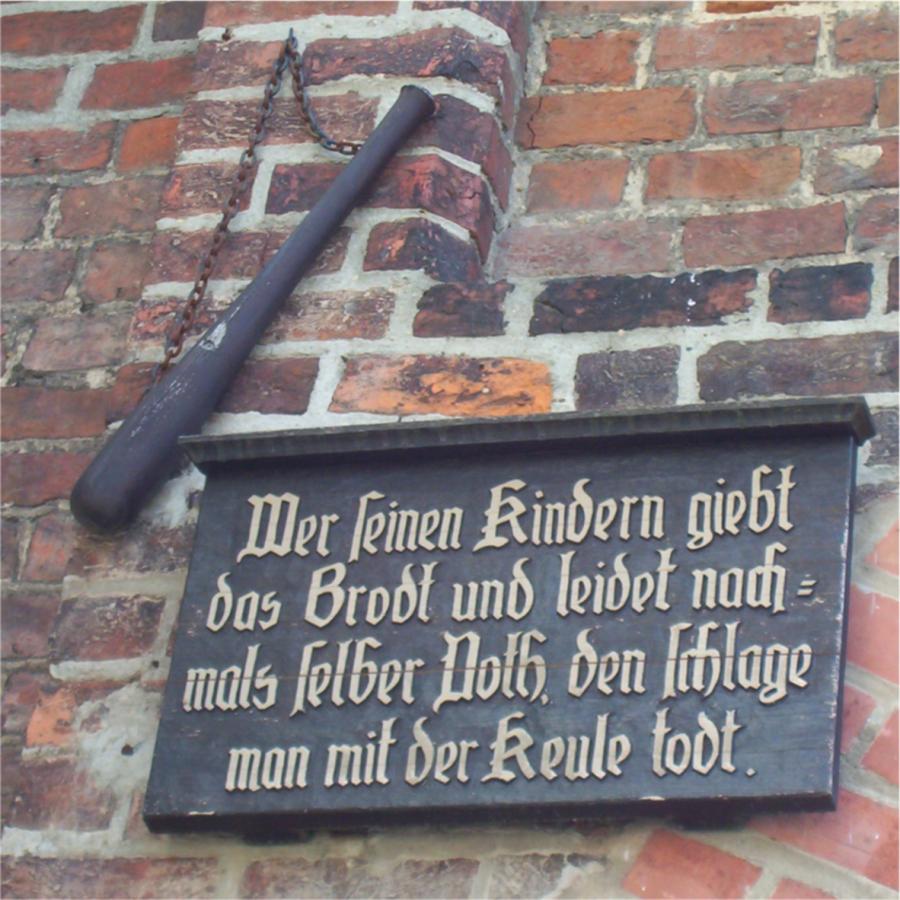 Wer seinen Kindern giebt
das Brodt und leidet nach=
mals selber Noth, den schlage
man mit der Keule todt.